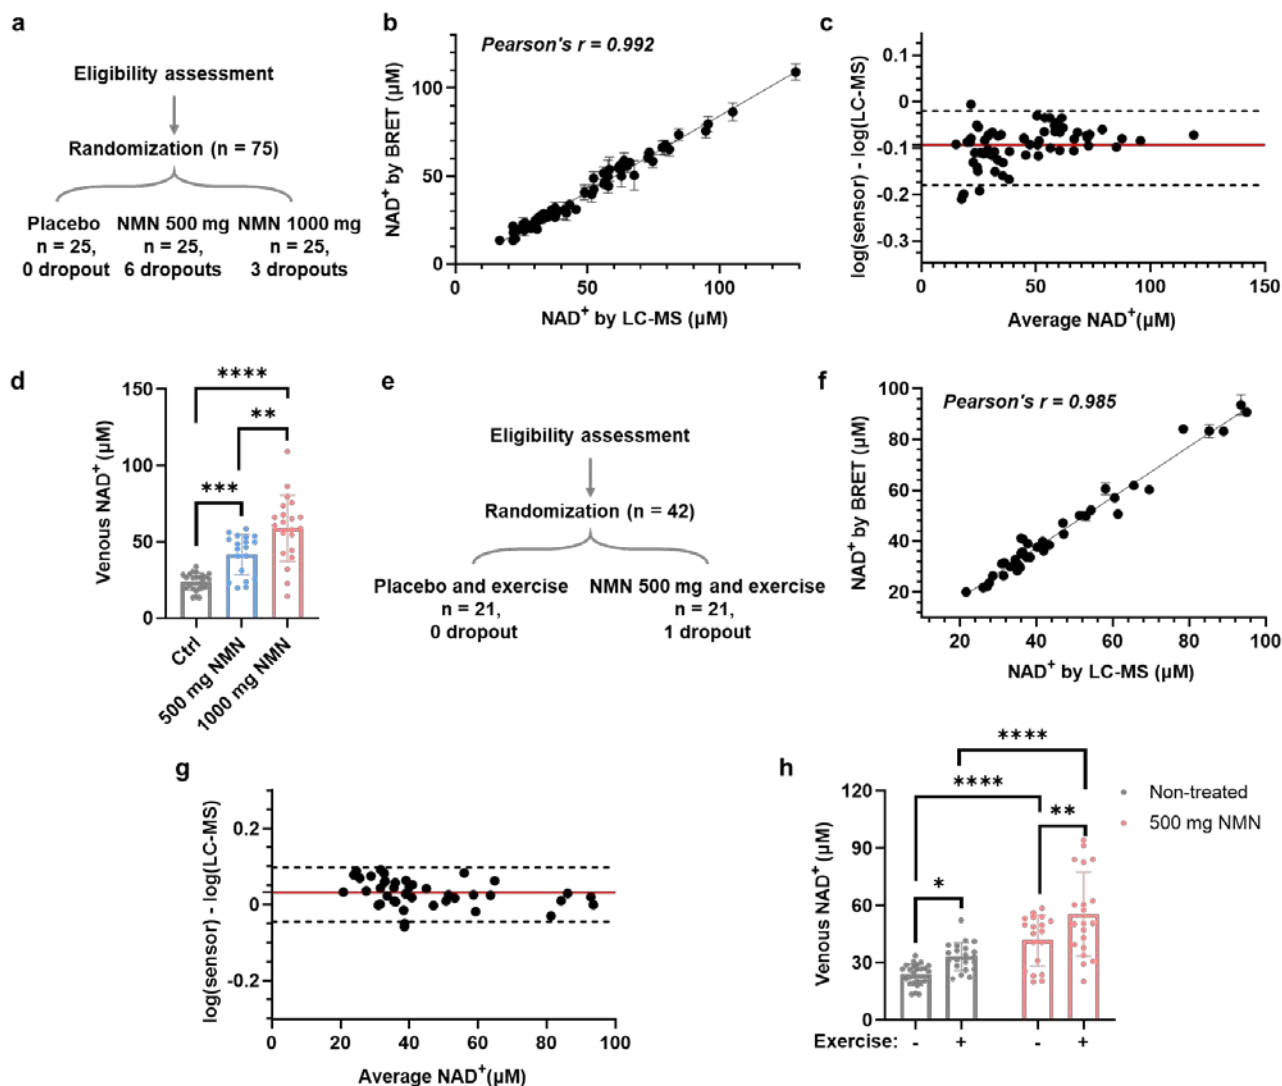 a
Eligibility assessment
Randomization (n = 75)
Placebo NMN 500 mg NMN 1000 mg
n = 25, n = 25, n = 25,
0 dropout 6 dropouts 3 dropouts
b
Pearson's r = 0.992
NAD+ by BRET (μM)
100
50
0
0 50 100
NAD+ by LC-MS (μM)
c
log(sensor) - log(LC-MS)
0.1
0
-0.1
-0.2
-0.3
0 50 100 150
Average NAD+(μM)
d
Venous NAD+ (μM)
150
100
50
0
****
**
***
Ctrl
500 mg NMN
1000 mg NMN
e
Eligibility assessment
Randomization (n = 42)
Placebo and exercise NMN 500 mg and exercise
n = 21, n = 21,
0 dropout 1 dropout
f
Pearson's r = 0.985
NAD+ by BRET (μM)
100
80
60
40
20
20 40 60 80 100
NAD+ by LC-MS (μM)
g
log(sensor) - log(LC-MS)
0.2
0
-0.2
0 20 40 60 80 100
Average NAD+(μM)
h
Venous NAD+ (μM)
120
90
60
30
0
****
****
**
*
Non-treated
500 mg NMN
Exercise: - + - +